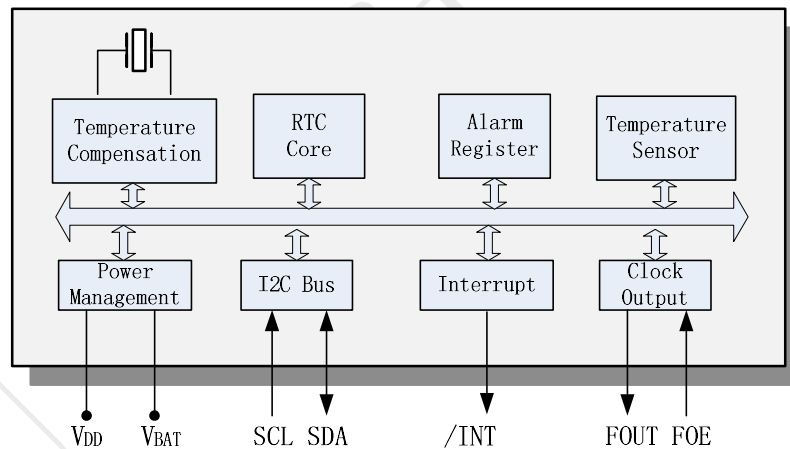 Temperature
Compensation
RTC
Core
Alarm
Register
Temperature
Sensor
Power
Management
I2C Bus
Interrupt
Clock
Output
VDD
VBAT
SCL SDA
/INT
FOUT FOE